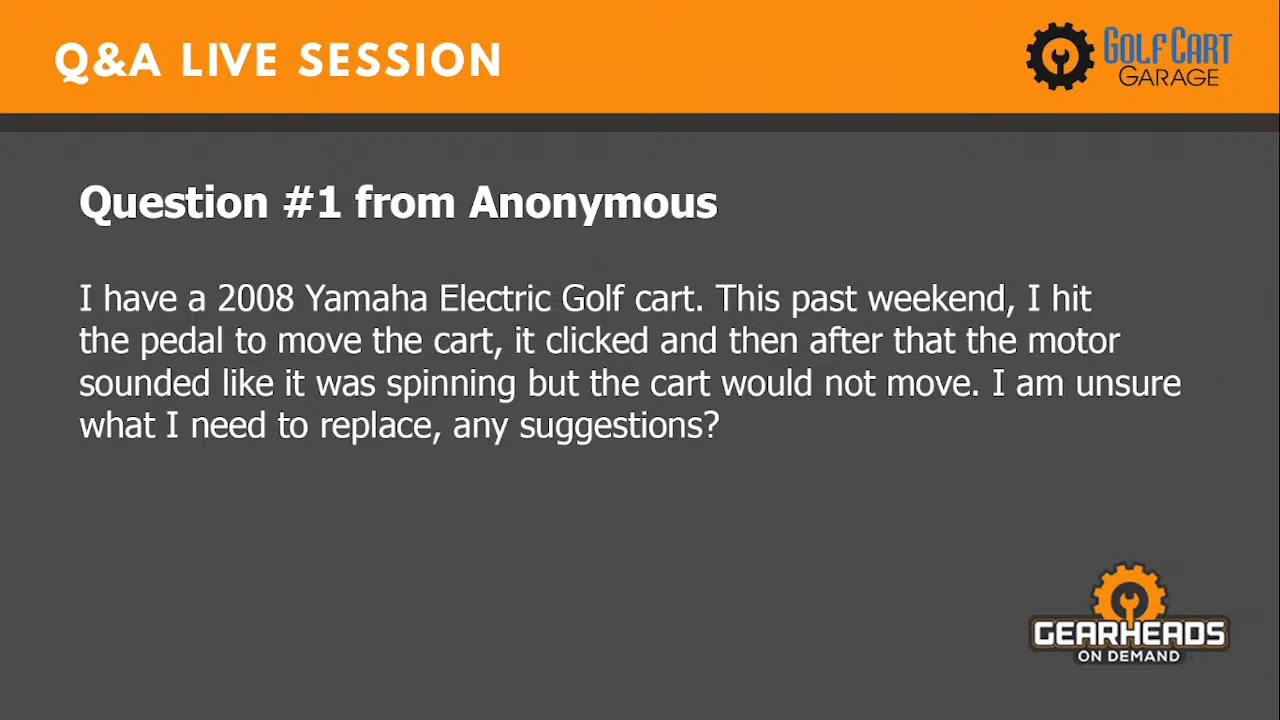 Q&A LIVE SESSION
GOLF CART
GARAGE
Question #1 from Anonymous
I have a 2008 Yamaha Electric Golf cart. This past weekend, I hit
the pedal to move the cart, it clicked and then after that the motor
sounded like it was spinning but the cart would not move. I am unsure
what I need to replace, any suggestions?
GEARHEADS
ON DEMAND